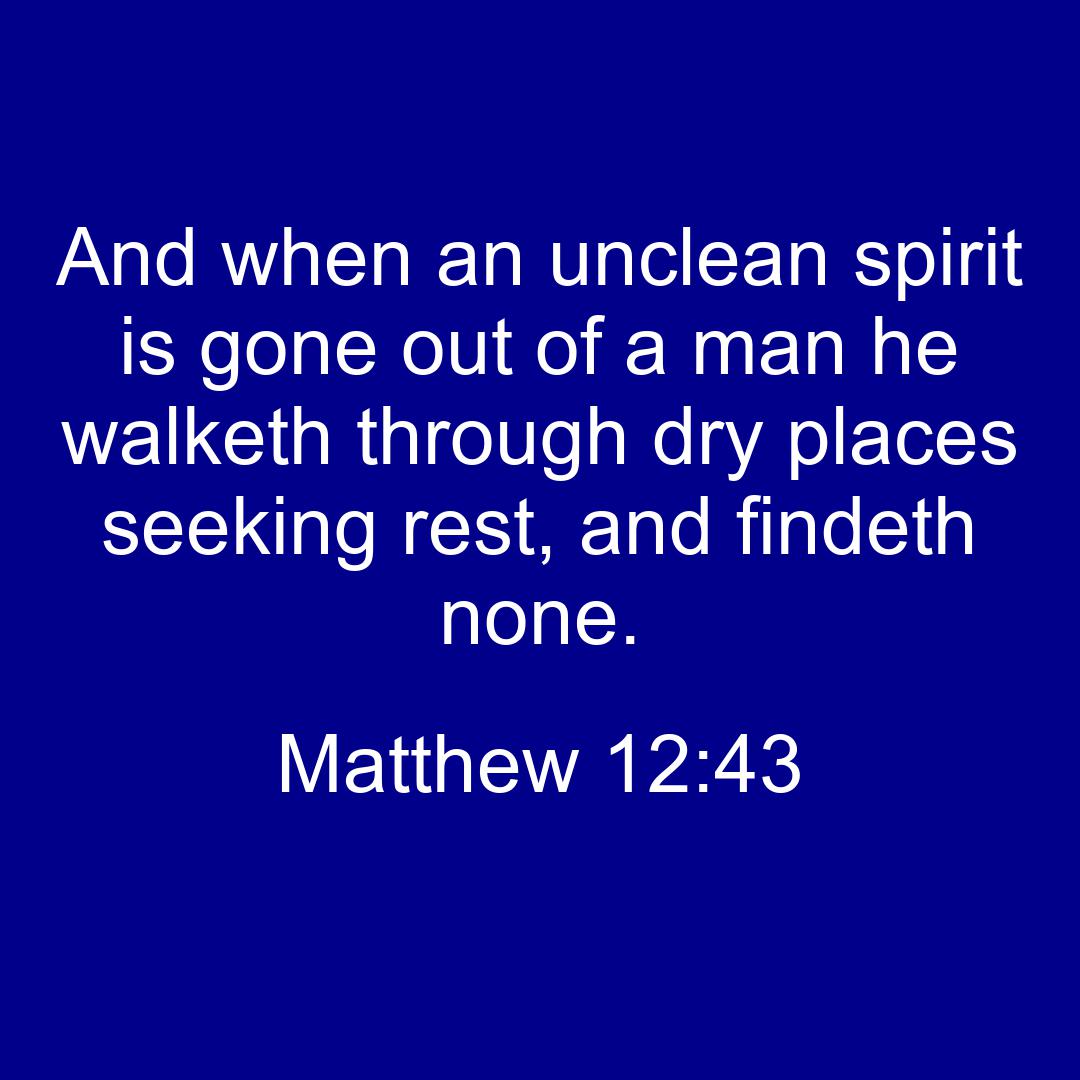 And when an unclean spirit
is gone out of a man he
walketh through dry places
seeking rest, and findeth
none.
Matthew 12:43